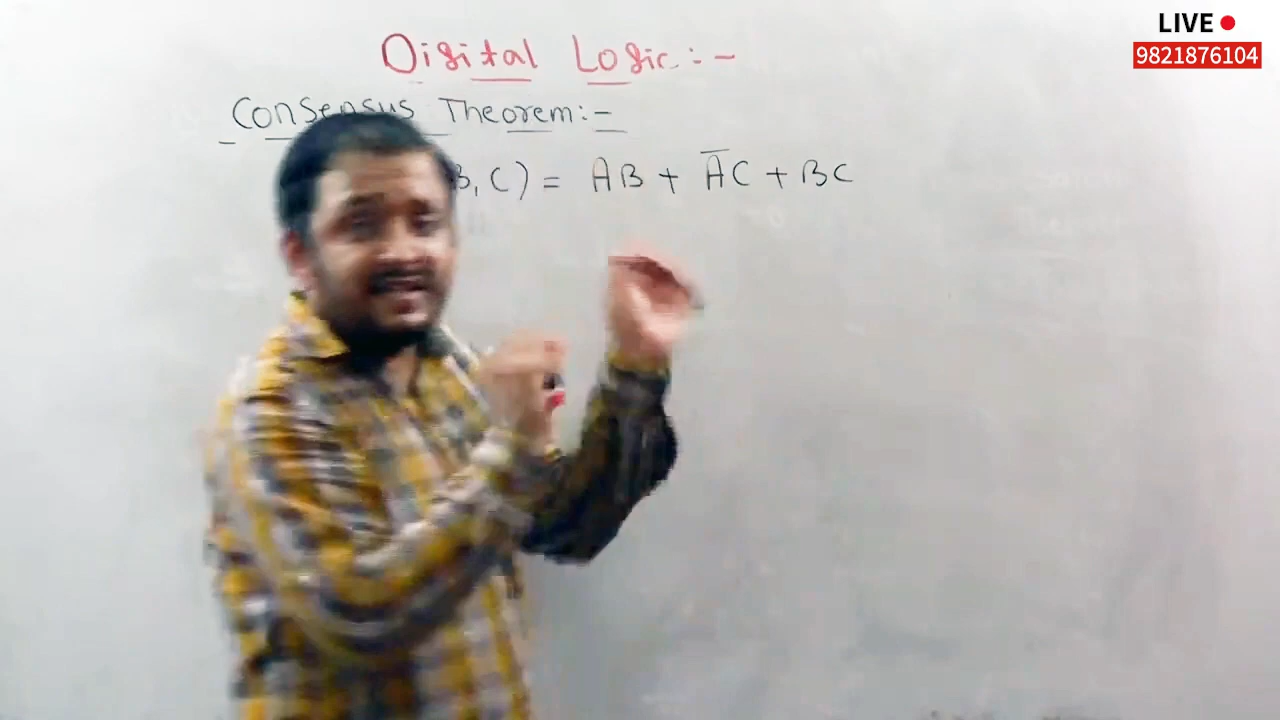 LIVE
9821876104
Digital Logic:-
Consensus Theorem:-
B, C) = AB + A̅C + BC